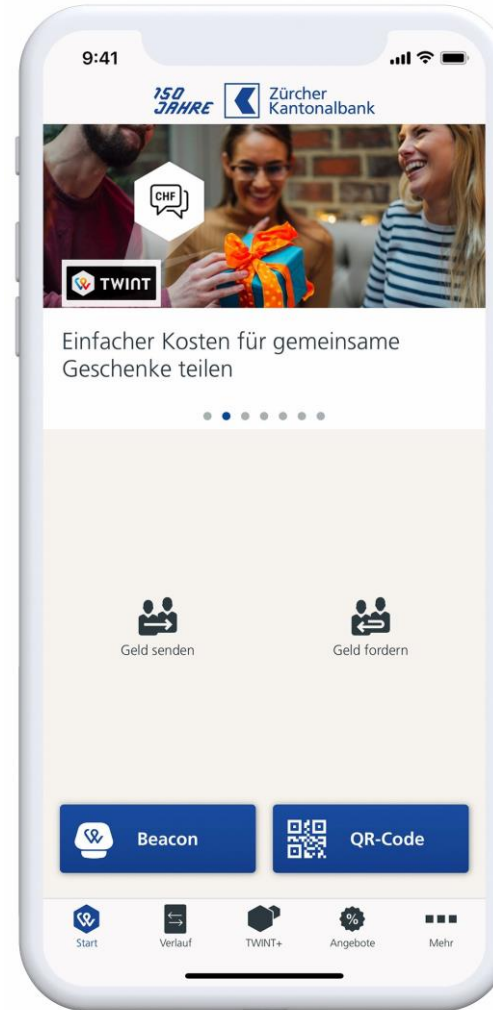 9:41
150
JAHRE
Zürcher
Kantonalbank
CHF
TWINT
Einfacher Kosten für gemeinsame
Geschenke teilen
Geld senden
Geld fordern
Beacon
QR-Code
%
Start
Verlauf
TWINT+
Angebote
Mehr